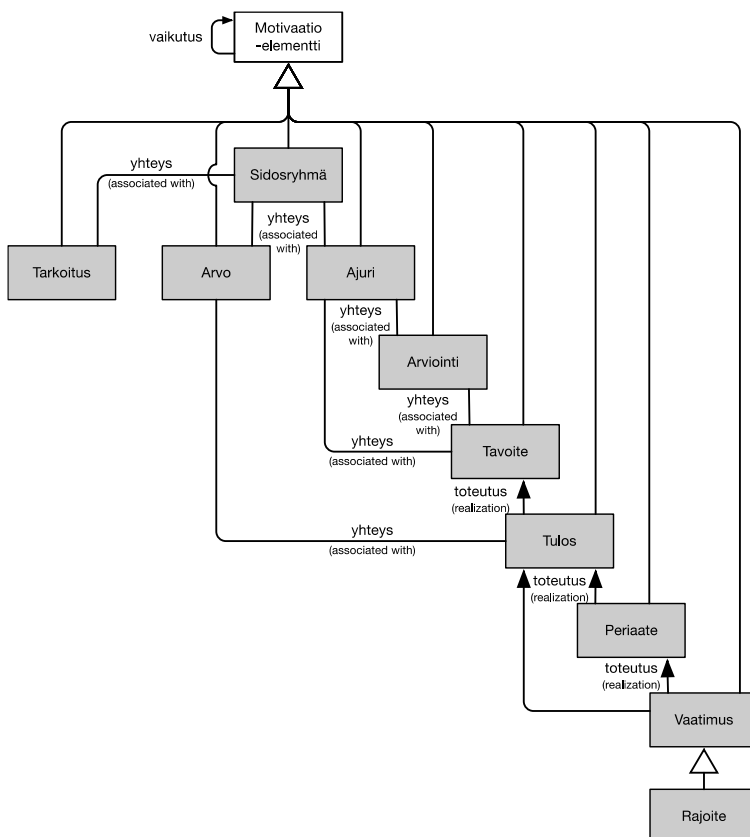 Motivaatio
-elementti
vaikutus
yhteys
(associated with)
Sidosryhmä
yhteys
(associated
with)
Tarkoitus
Arvo
Ajuri
yhteys
(associated
with)
Arviointi
yhteys
(associated
with)
yhteys
(associated with)
Tavoite
toteutus
(realization)
yhteys
(associated with)
Tulos
toteutus
(realization)
Periaate
toteutus
(realization)
Vaatimus
Rajoite